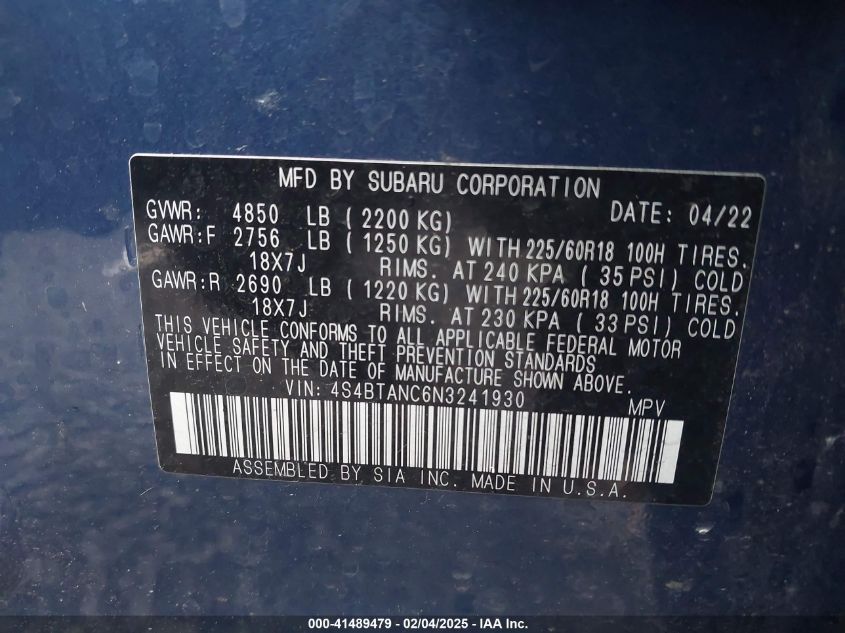 MFD BY SUBARU CORPORATION
GVWR: 4850 LB ( 2200 KG) DATE: 04/22
GAWR:F 2756 LB ( 1250 KG) WITH 225/60R18 100H TIRES.
18X7J RIMS. AT 240 KPA ( 35 PSI) COLD
GAWR:R 2690 LB ( 1220 KG) WITH 225/60R18 100H TIRES.
18X7J RIMS. AT 230 KPA ( 33 PSI) COLD
THIS VEHICLE CONFORMS TO ALL APPLICABLE FEDERAL MOTOR
VEHICLE SAFETY AND THEFT PREVENTION STANDARDS
IN EFFECT ON THE DATE OF MANUFACTURE SHOWN ABOVE.
VIN: 4S4BTANC6N3241930 MPV
ASSEMBLED BY SIA INC. MADE IN U.S.A.
000-41489479 - 02/04/2025 - IAA Inc.